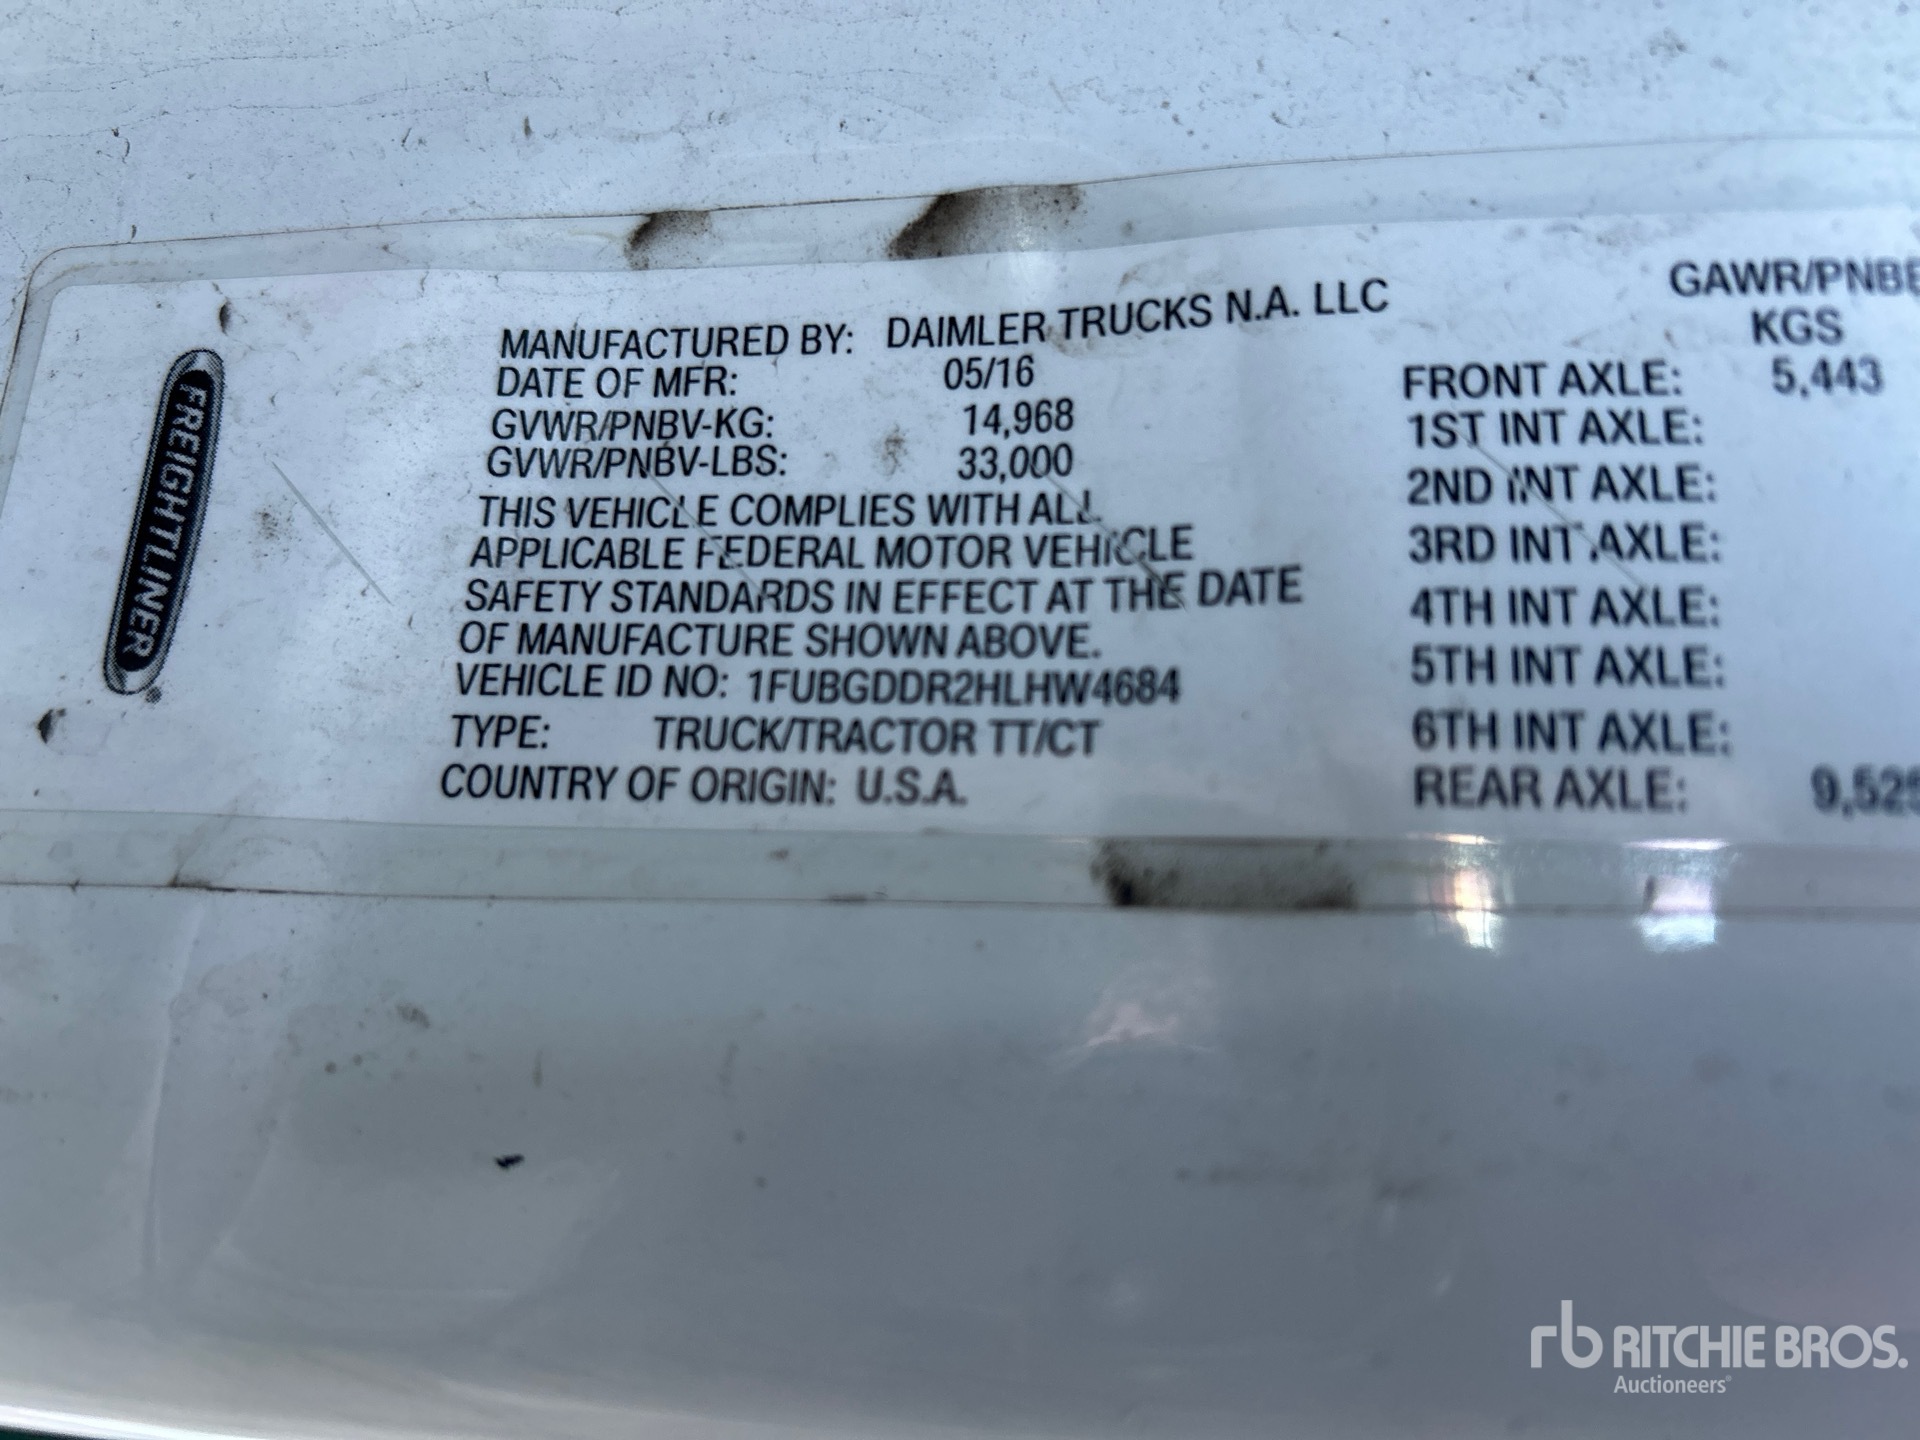 FREIGHTLINER
MANUFACTURED BY: DAIMLER TRUCKS N.A. LLC
DATE OF MFR: 05/16
GVWR/PNBV-KG: 14,968
GVWR/PNBV-LBS: 33,000
THIS VEHICLE COMPLIES WITH ALL
APPLICABLE FEDERAL MOTOR VEHICLE
SAFETY STANDARDS IN EFFECT AT THE DATE
OF MANUFACTURE SHOWN ABOVE.
VEHICLE ID NO: 1FUBGDDR2HLHW4684
TYPE: TRUCK/TRACTOR TT/CT
COUNTRY OF ORIGIN: U.S.A.
GAWR/PNBE
KGS
FRONT AXLE: 5,443
1ST INT AXLE:
2ND INT AXLE:
3RD INT AXLE:
4TH INT AXLE:
5TH INT AXLE:
6TH INT AXLE:
REAR AXLE: 9,525
rb RITCHIE BROS.
Auctioneers